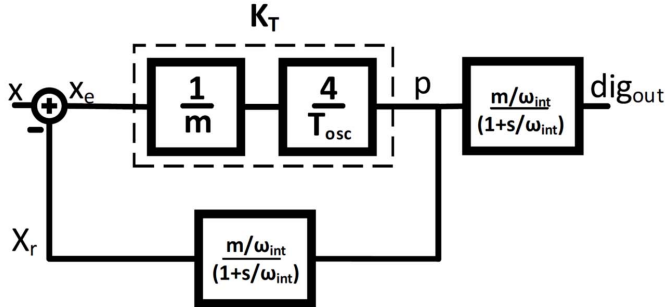 K_T
x
+
x_e
1/m
4/T_osc
p
m/ω_int
(1+s/ω_int)
dig_out
−
X_r
m/ω_int
(1+s/ω_int)